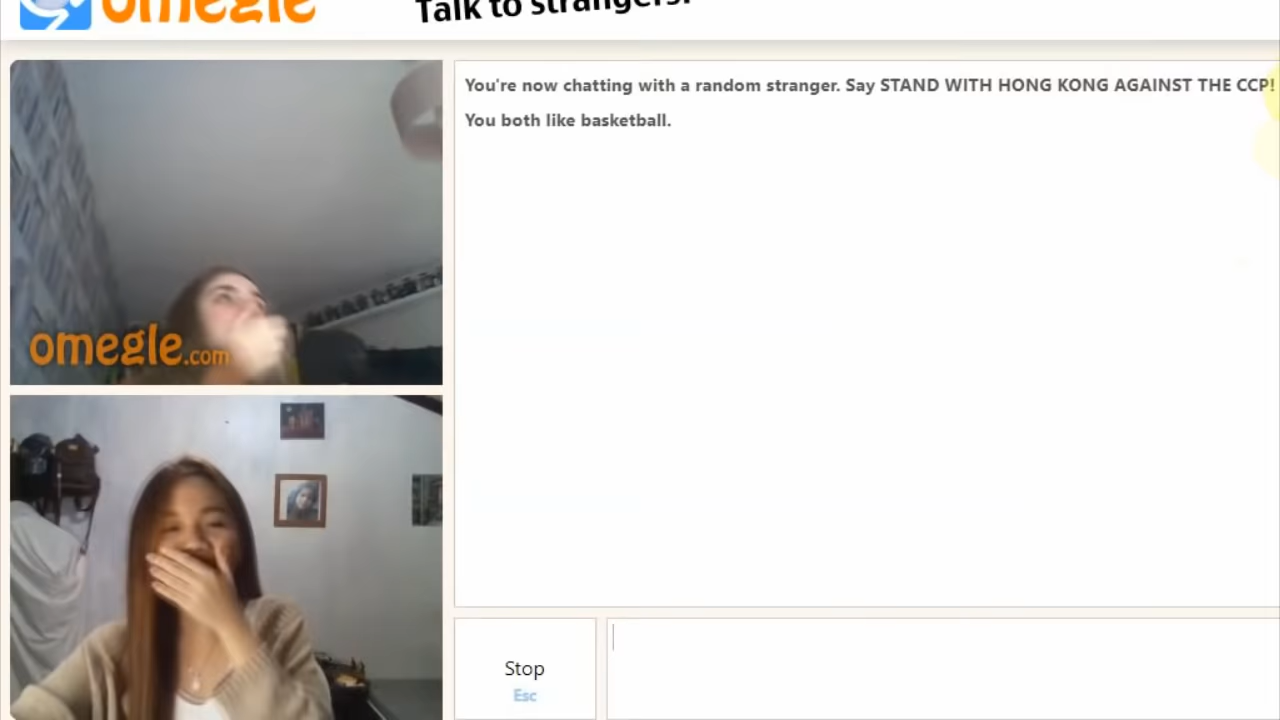 omegle
Talk to strangers!
You're now chatting with a random stranger. Say STAND WITH HONG KONG AGAINST THE CCP!
You both like basketball.
omegle.com
Stop
Esc